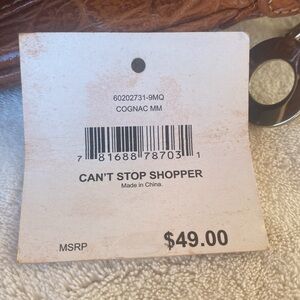 60202731-9MQ
COGNAC MM
7 81688 78703 1
CAN'T STOP SHOPPER
Made in China.
MSRP $49.00